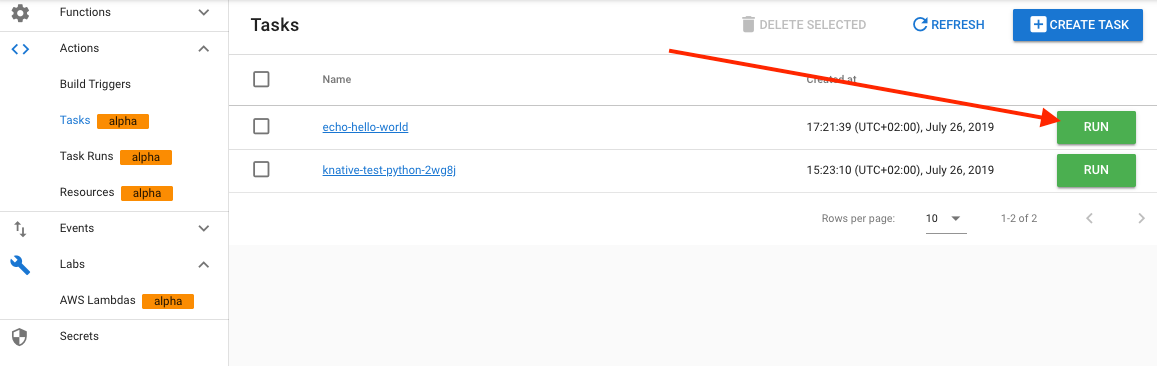 Functions
Actions
Build Triggers
Tasks alpha
Task Runs alpha
Resources alpha
Events
Labs
AWS Lambdas alpha
Secrets
Tasks
DELETE SELECTED
REFRESH
CREATE TASK
Name
Created at
echo-hello-world
17:21:39 (UTC+02:00), July 26, 2019
RUN
knative-test-python-2wg8j
15:23:10 (UTC+02:00), July 26, 2019
RUN
Rows per page:
10
1-2 of 2